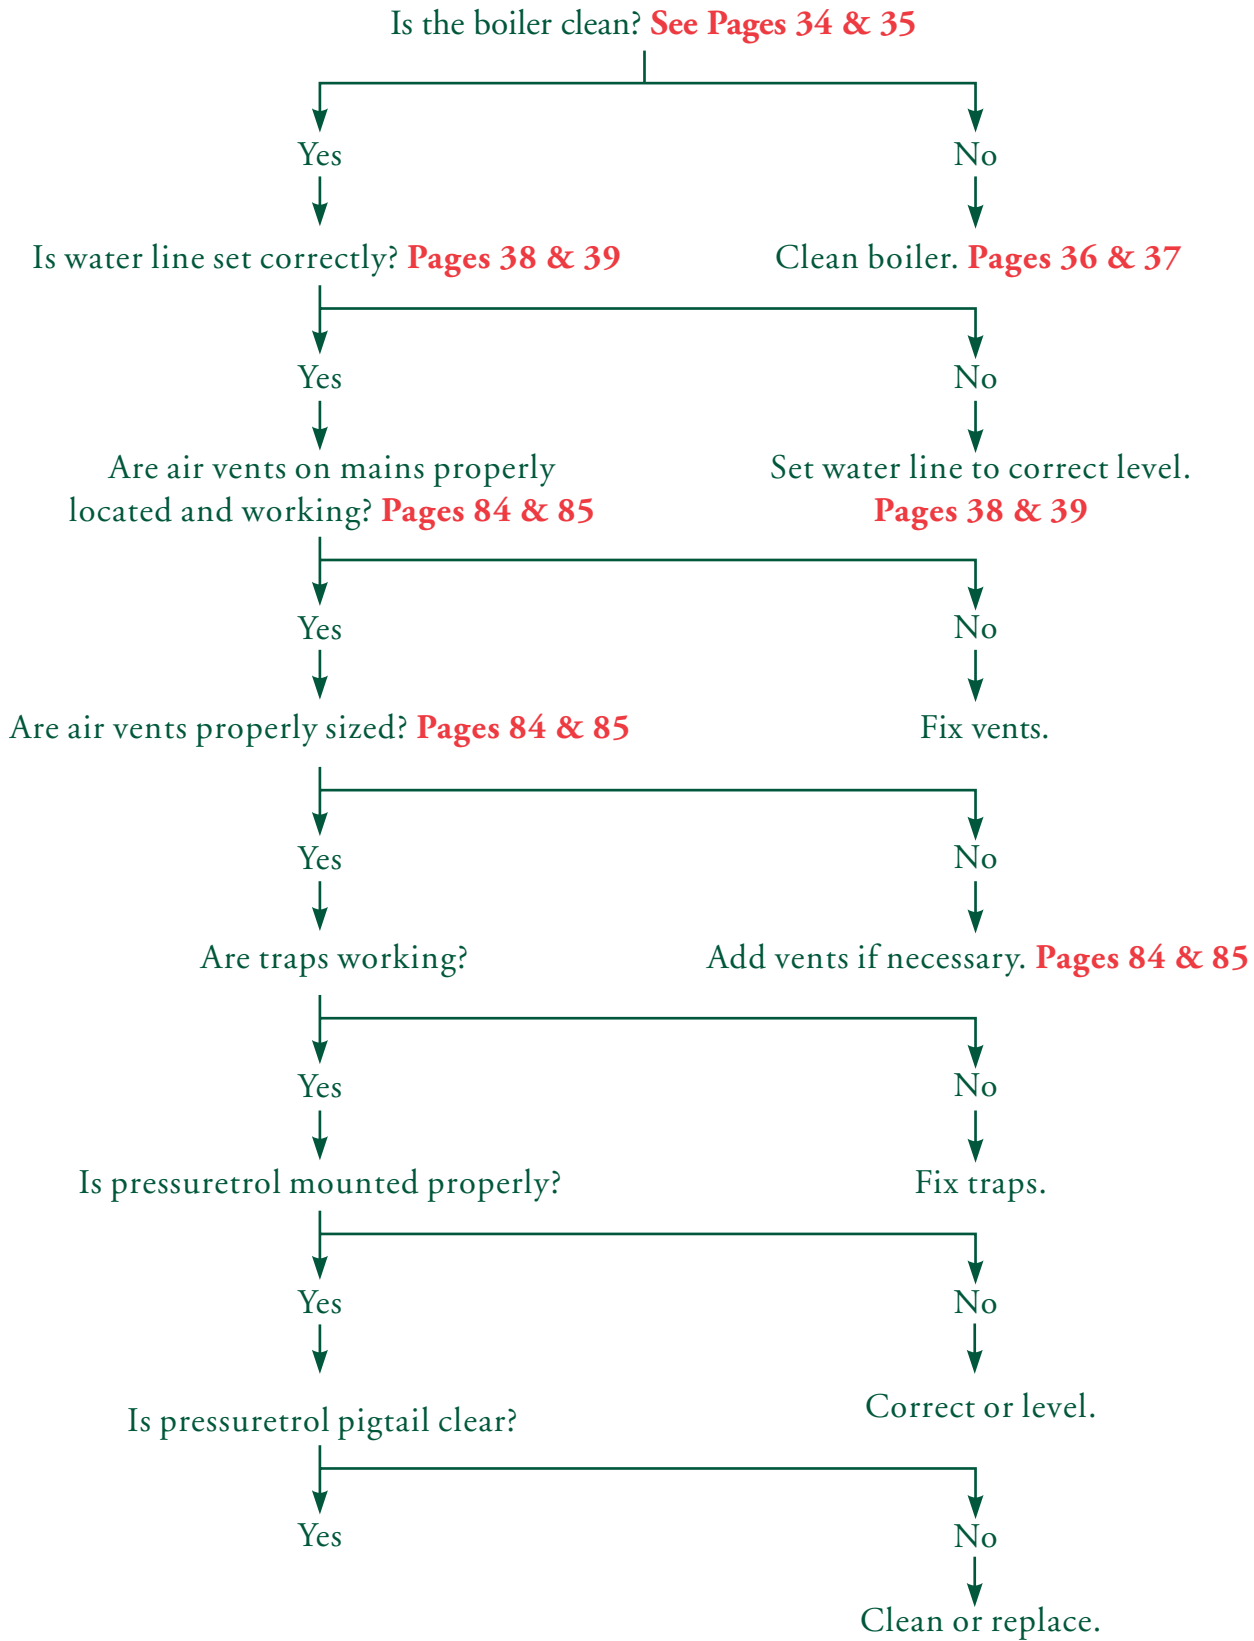 Is the boiler clean? See Pages 34 & 35
Yes
No
Is water line set correctly? Pages 38 & 39
Clean boiler. Pages 36 & 37
Yes
No
Are air vents on mains properly
located and working? Pages 84 & 85
Set water line to correct level.
Pages 38 & 39
Yes
No
Are air vents properly sized? Pages 84 & 85
Fix vents.
Yes
No
Are traps working?
Add vents if necessary. Pages 84 & 85
Yes
No
Is pressuretrol mounted properly?
Fix traps.
Yes
No
Is pressuretrol pigtail clear?
Correct or level.
Yes
No
Clean or replace.